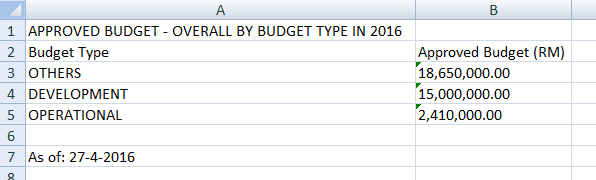 A B
1 APPROVED BUDGET - OVERALL BY BUDGET TYPE IN 2016
2 Budget Type Approved Budget (RM)
3 OTHERS 18,650,000.00
4 DEVELOPMENT 15,000,000.00
5 OPERATIONAL 2,410,000.00
6
7 As of: 27-4-2016
8